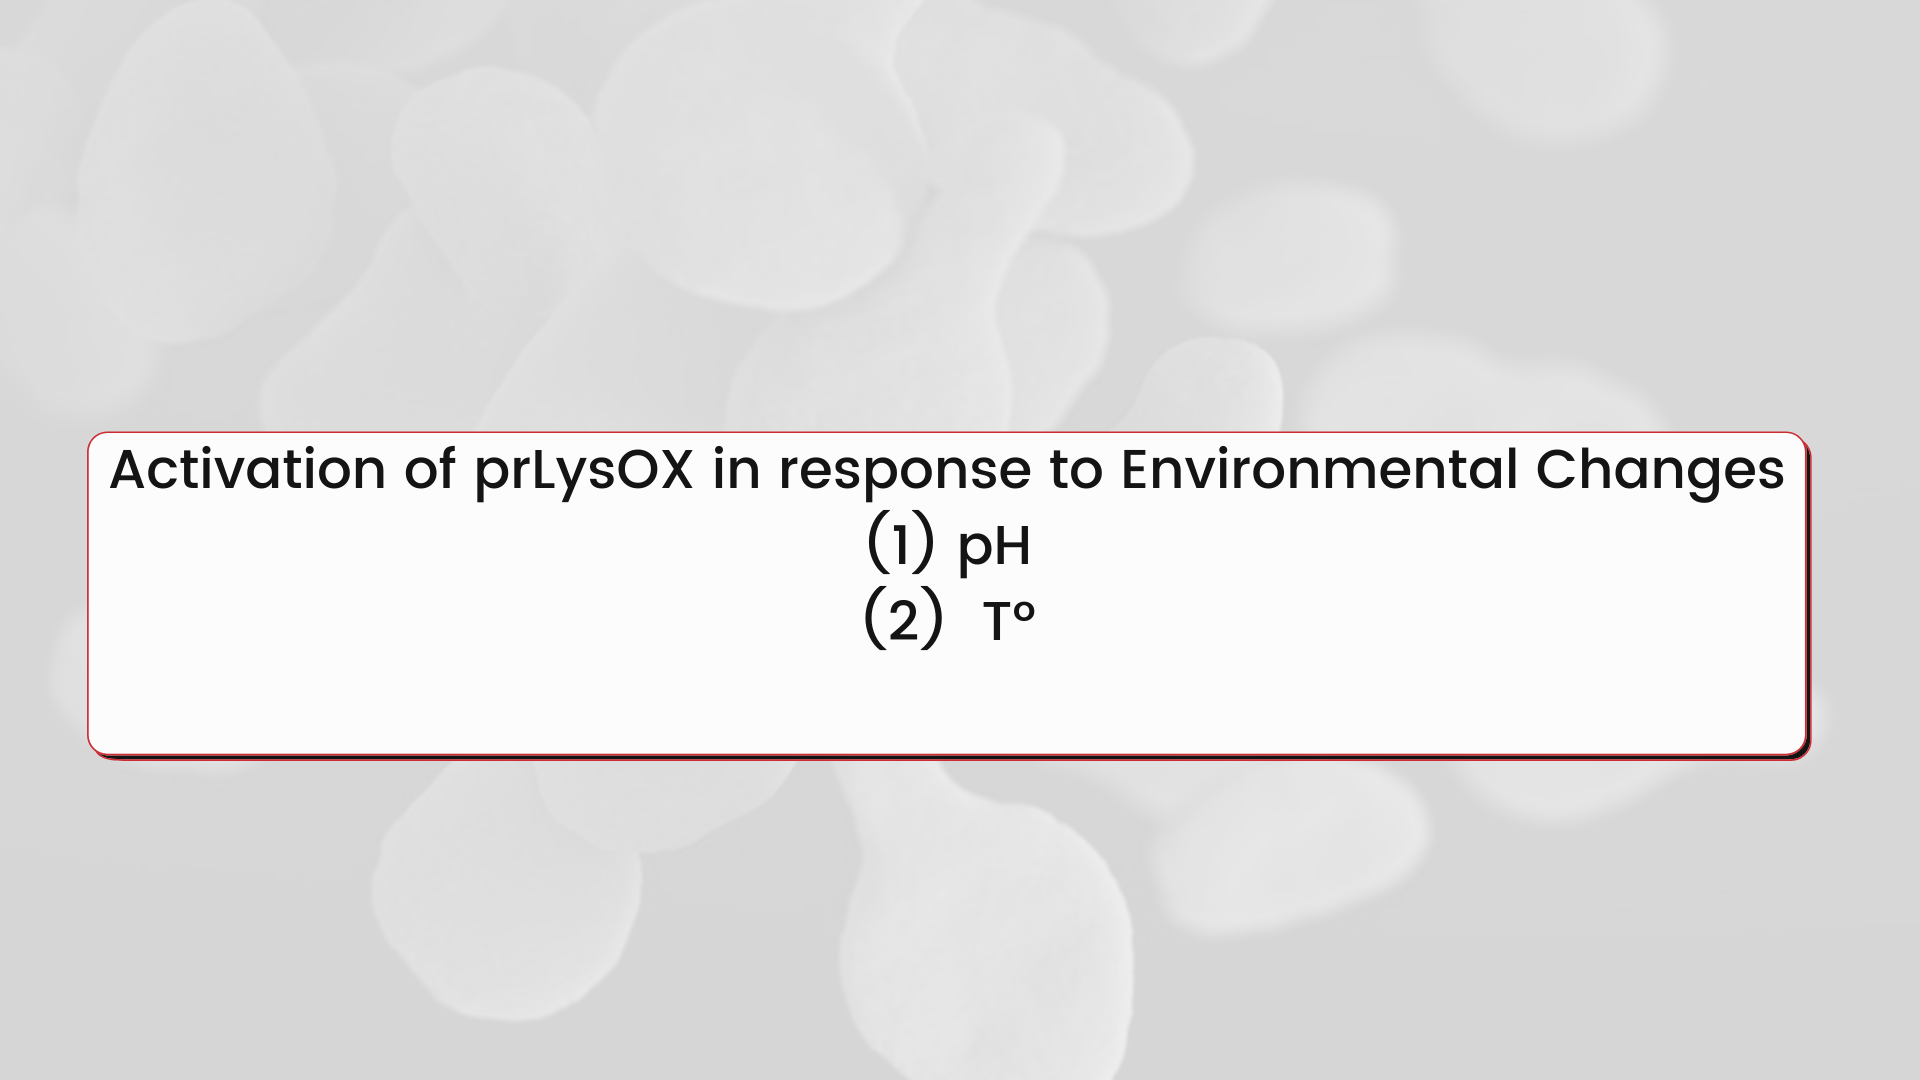 Activation of prLysOX in response to Environmental Changes
(1) pH
(2) T°